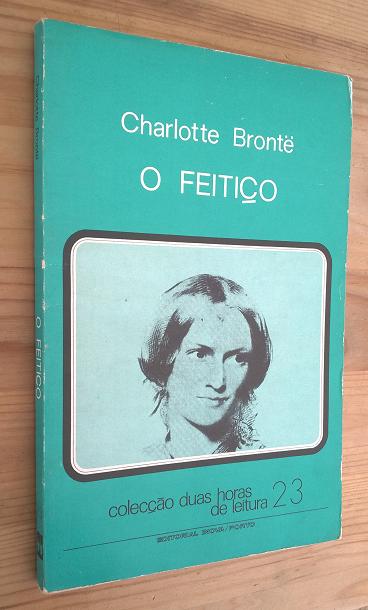 Charlotte Brontë
O FEITIÇO
colecção duas horas
de leitura 23
EDITORIAL INOVA/PORTO
Charlotte Brontë
O FEITIÇO